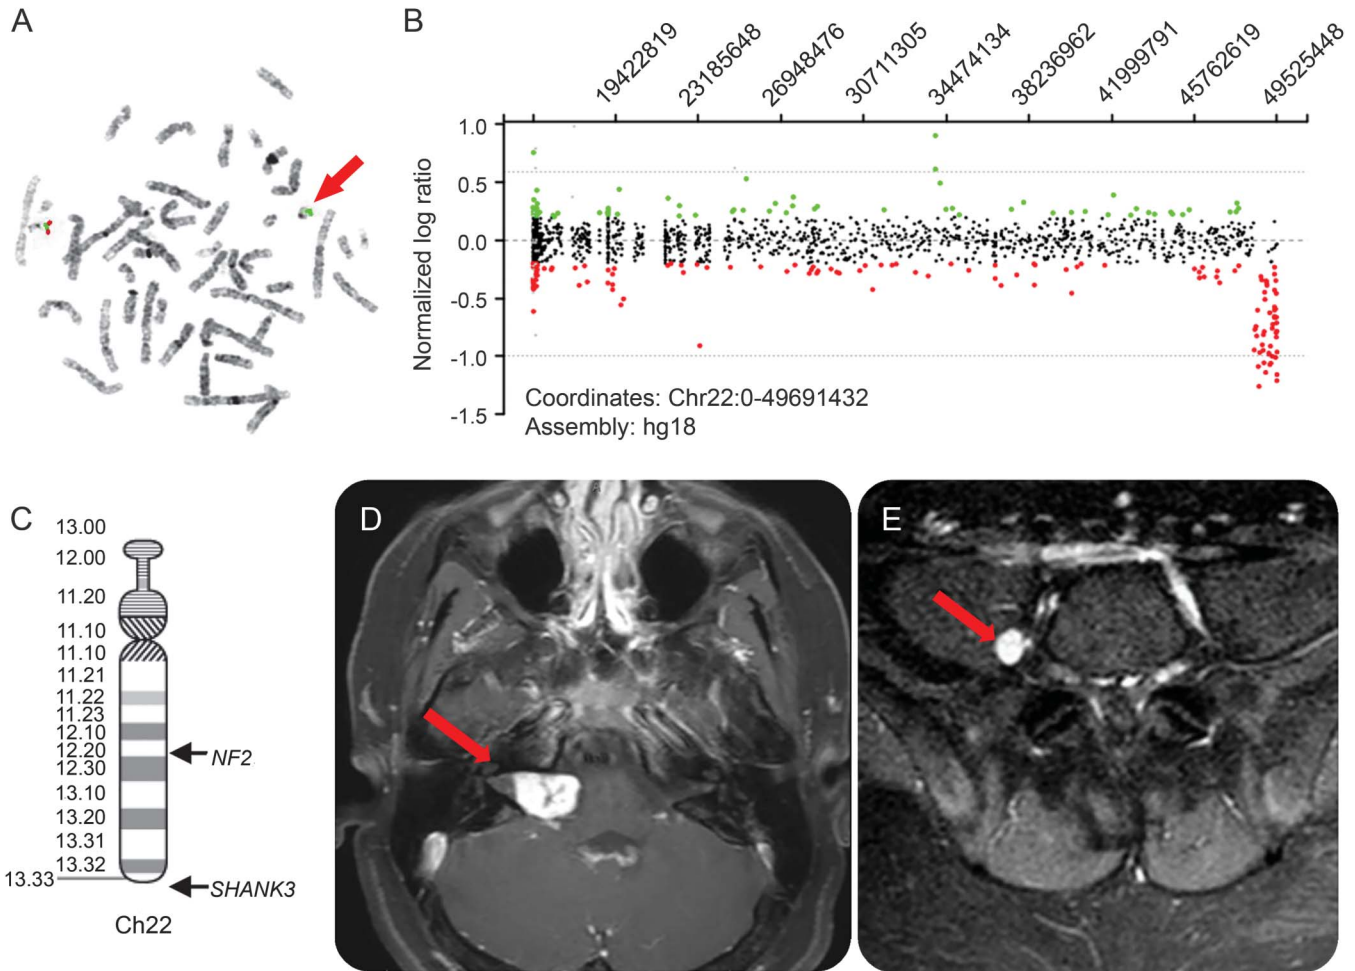 A
B
19422819
23185648
26948476
30711305
34474134
38236962
41999791
45762619
49525448
Normalized log ratio
1.0
0.5
0.0
-0.5
-1.0
-1.5
Coordinates: Chr22:0-49691432
Assembly: hg18
C
13.00
12.00
11.20
11.10
11.10
11.21
11.22
11.23
12.10
12.20
12.30
13.10
13.20
13.31
13.32
13.33
NF2
SHANK3
Ch22
D
E